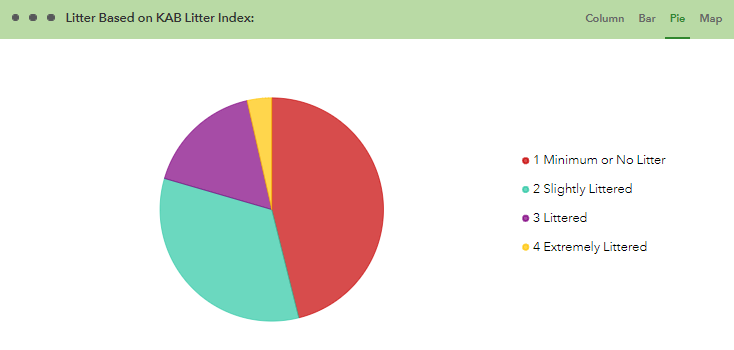 Litter Based on KAB Litter Index:
Column Bar Pie Map
1 Minimum or No Litter
2 Slightly Littered
3 Littered
4 Extremely Littered